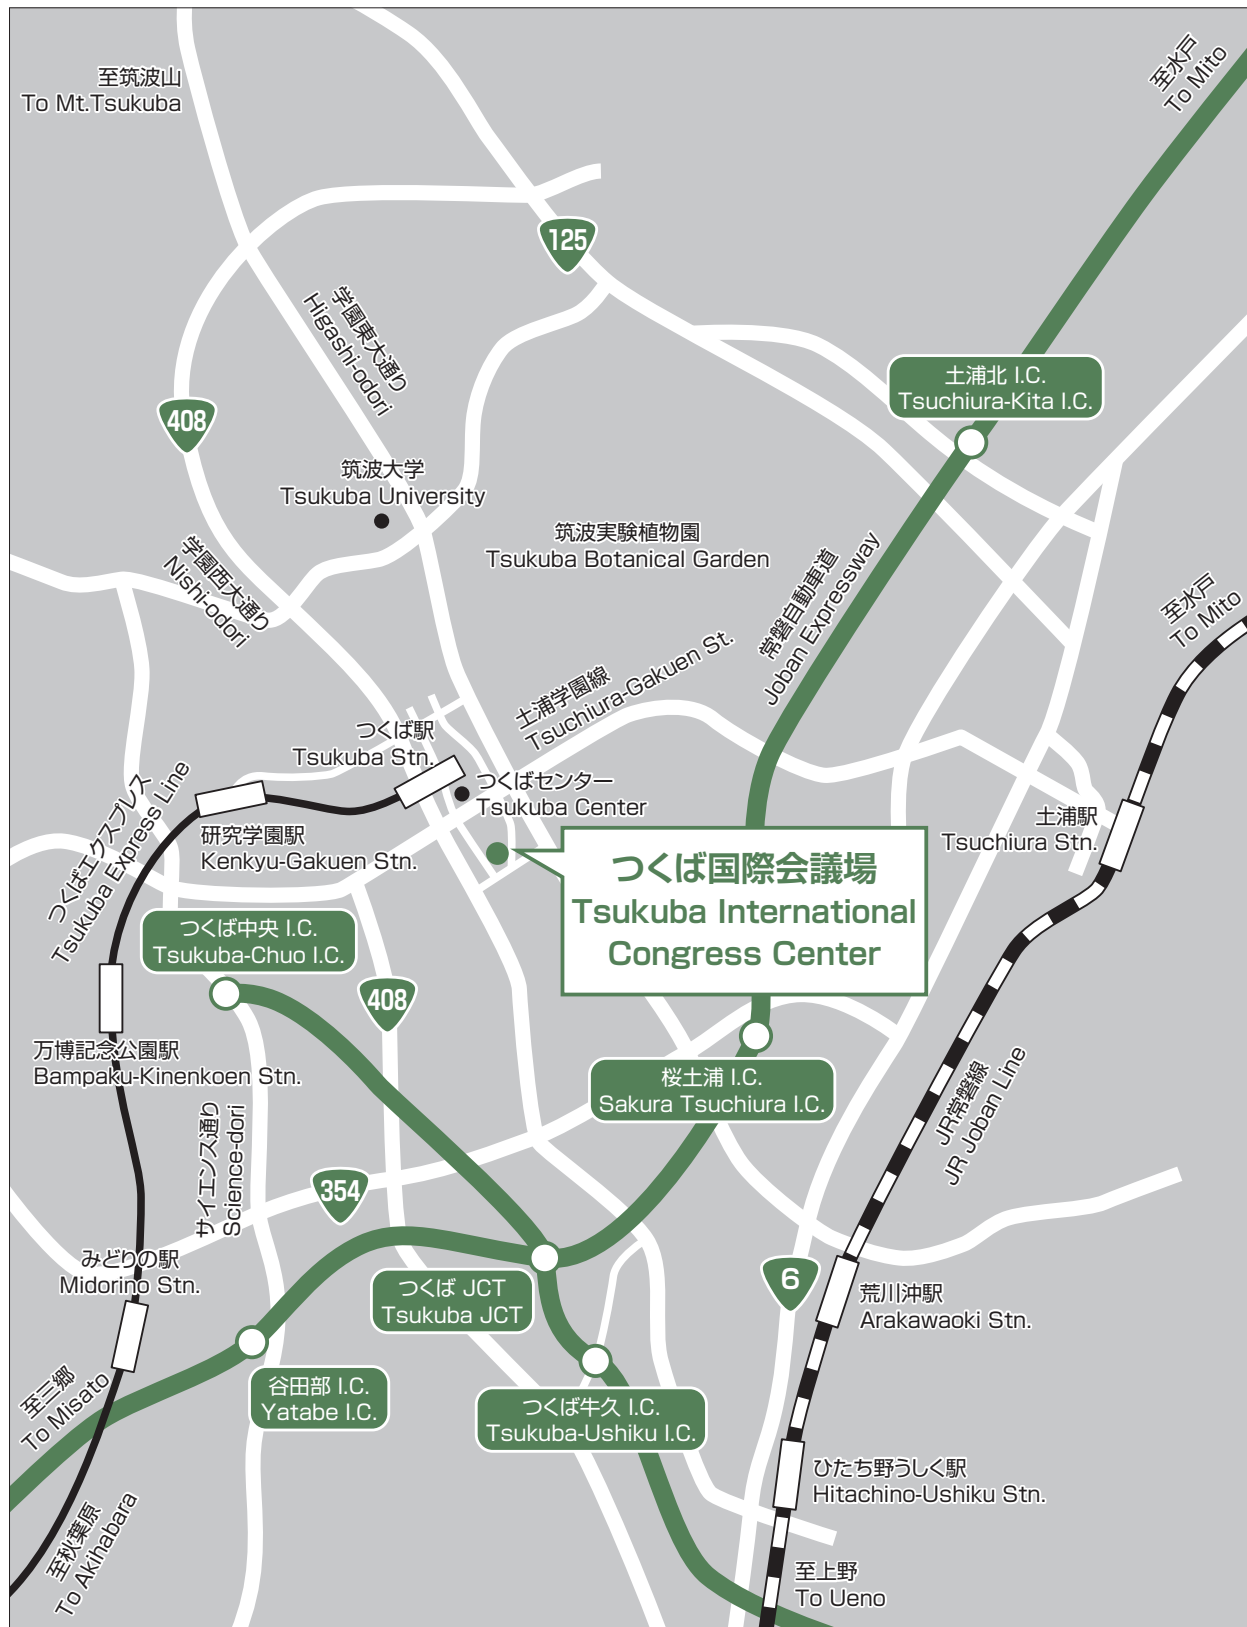 至筑波山
To Mt.Tsukuba
至水戸
To Mito
125
学園東大通り
Higashi-odori
土浦北 I.C.
Tsuchiura-Kita I.C.
408
筑波大学
Tsukuba University
筑波実験植物園
Tsukuba Botanical Garden
常磐自動車道
Joban Expressway
学園西大通り
Nishi-odori
至水戸
To Mito
土浦学園線
Tsuchiura-Gakuen St.
つくば駅
Tsukuba Stn.
つくばセンター
Tsukuba Center
つくばエクスプレス
Tsukuba Express Line
研究学園駅
Kenkyu-Gakuen Stn.
土浦駅
Tsuchiura Stn.
つくば国際会議場
Tsukuba International
Congress Center
つくば中央 I.C.
Tsukuba-Chuo I.C.
408
万博記念公園駅
Bampaku-Kinenkoen Stn.
桜土浦 I.C.
Sakura Tsuchiura I.C.
JR常磐線
JR Joban Line
サイエンス通り
Science-dori
354
みどりの駅
Midorino Stn.
つくば JCT
Tsukuba JCT
6
荒川沖駅
Arakawaoki Stn.
至三郷
To Misato
谷田部 I.C.
Yatabe I.C.
つくば牛久 I.C.
Tsukuba-Ushiku I.C.
ひたち野うしく駅
Hitachino-Ushiku Stn.
至秋葉原
To Akihabara
至上野
To Ueno